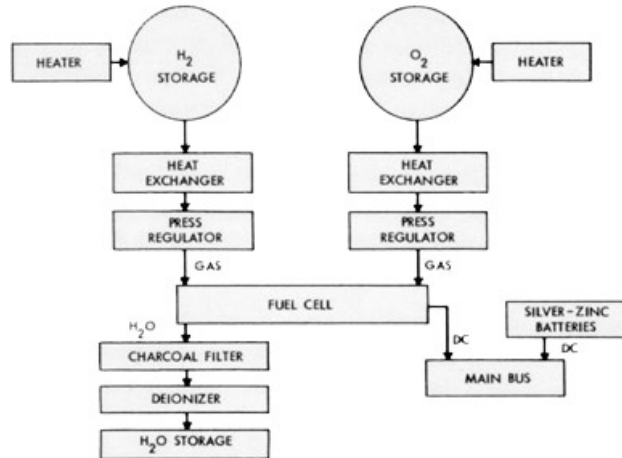 HEATER
H2
STORAGE
O2
STORAGE
HEATER
HEAT
EXCHANGER
HEAT
EXCHANGER
PRESS
REGULATOR
PRESS
REGULATOR
GAS
GAS
FUEL CELL
SILVER-ZINC
BATTERIES
H2O
DC
DC
CHARCOAL FILTER
MAIN BUS
DEIONIZER
H2O STORAGE